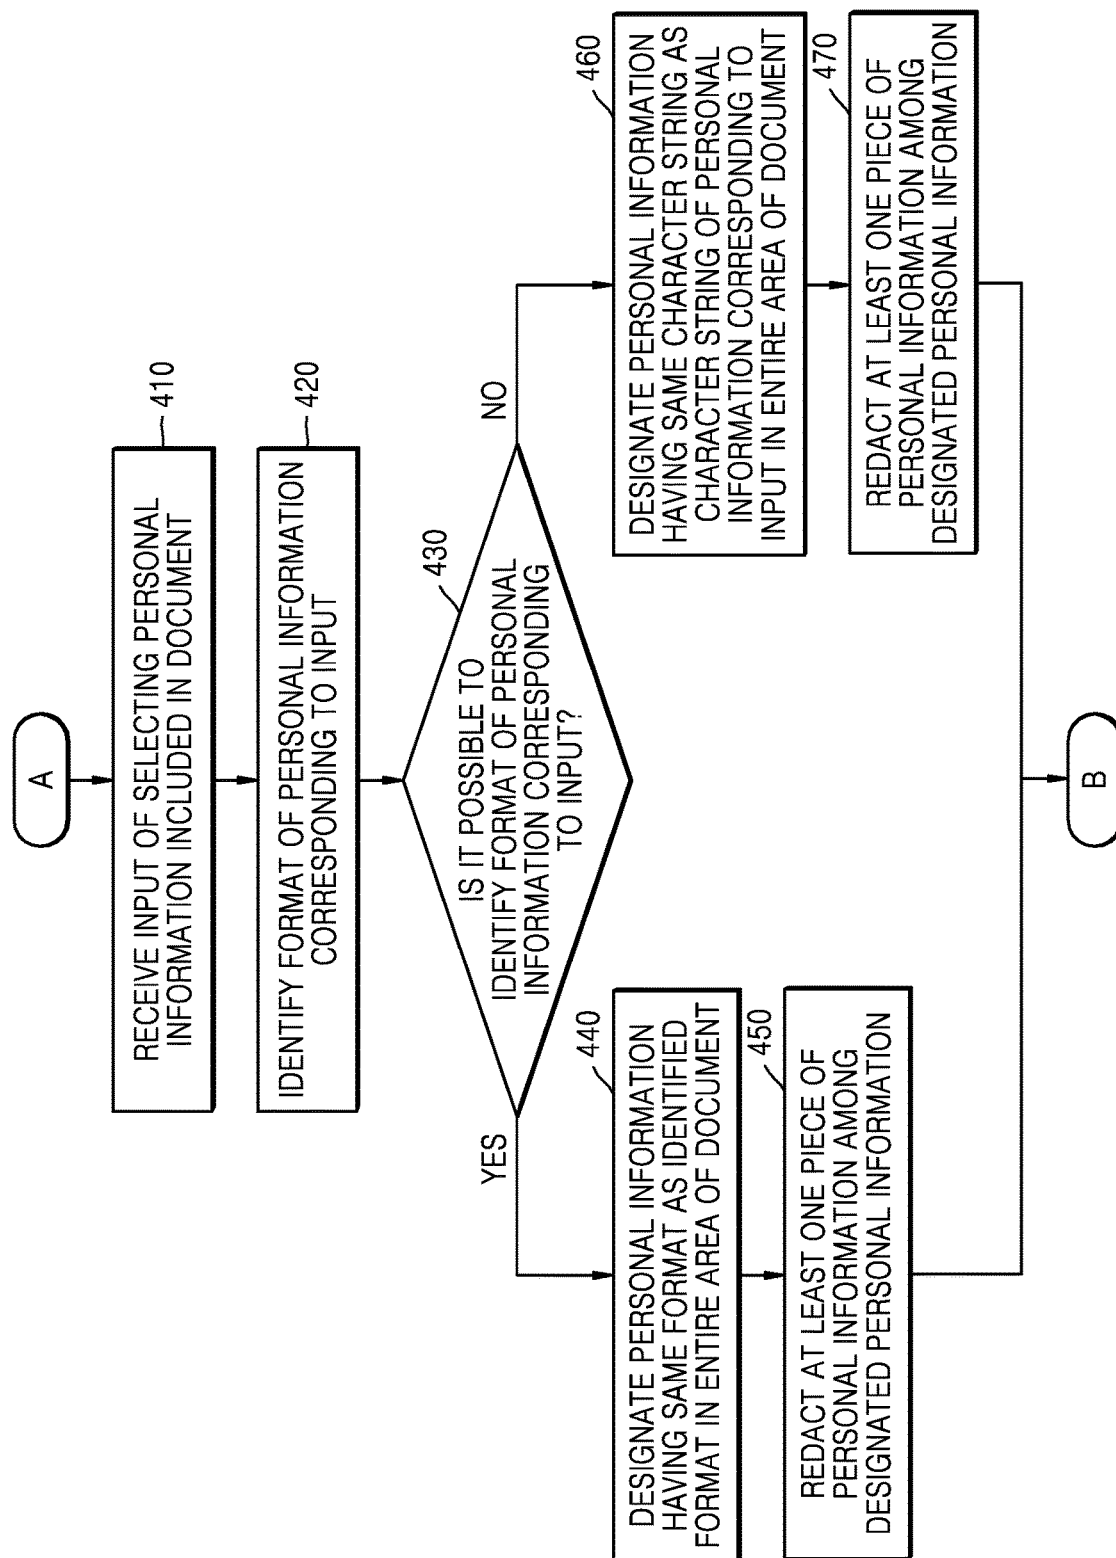 A
RECEIVE INPUT OF SELECTING PERSONAL
INFORMATION INCLUDED IN DOCUMENT
410
IDENTIFY FORMAT OF PERSONAL INFORMATION
CORRESPONDING TO INPUT
420
IS IT POSSIBLE TO
IDENTIFY FORMAT OF PERSONAL
INFORMATION CORRESPONDING
TO INPUT?
430
YES
NO
DESIGNATE PERSONAL INFORMATION
HAVING SAME FORMAT AS IDENTIFIED
FORMAT IN ENTIRE AREA OF DOCUMENT
440
REDACT AT LEAST ONE PIECE OF
PERSONAL INFORMATION AMONG
DESIGNATED PERSONAL INFORMATION
450
DESIGNATE PERSONAL INFORMATION
HAVING SAME CHARACTER STRING AS
CHARACTER STRING OF PERSONAL
INFORMATION CORRESPONDING TO
INPUT IN ENTIRE AREA OF DOCUMENT
460
REDACT AT LEAST ONE PIECE OF
PERSONAL INFORMATION AMONG
DESIGNATED PERSONAL INFORMATION
470
B